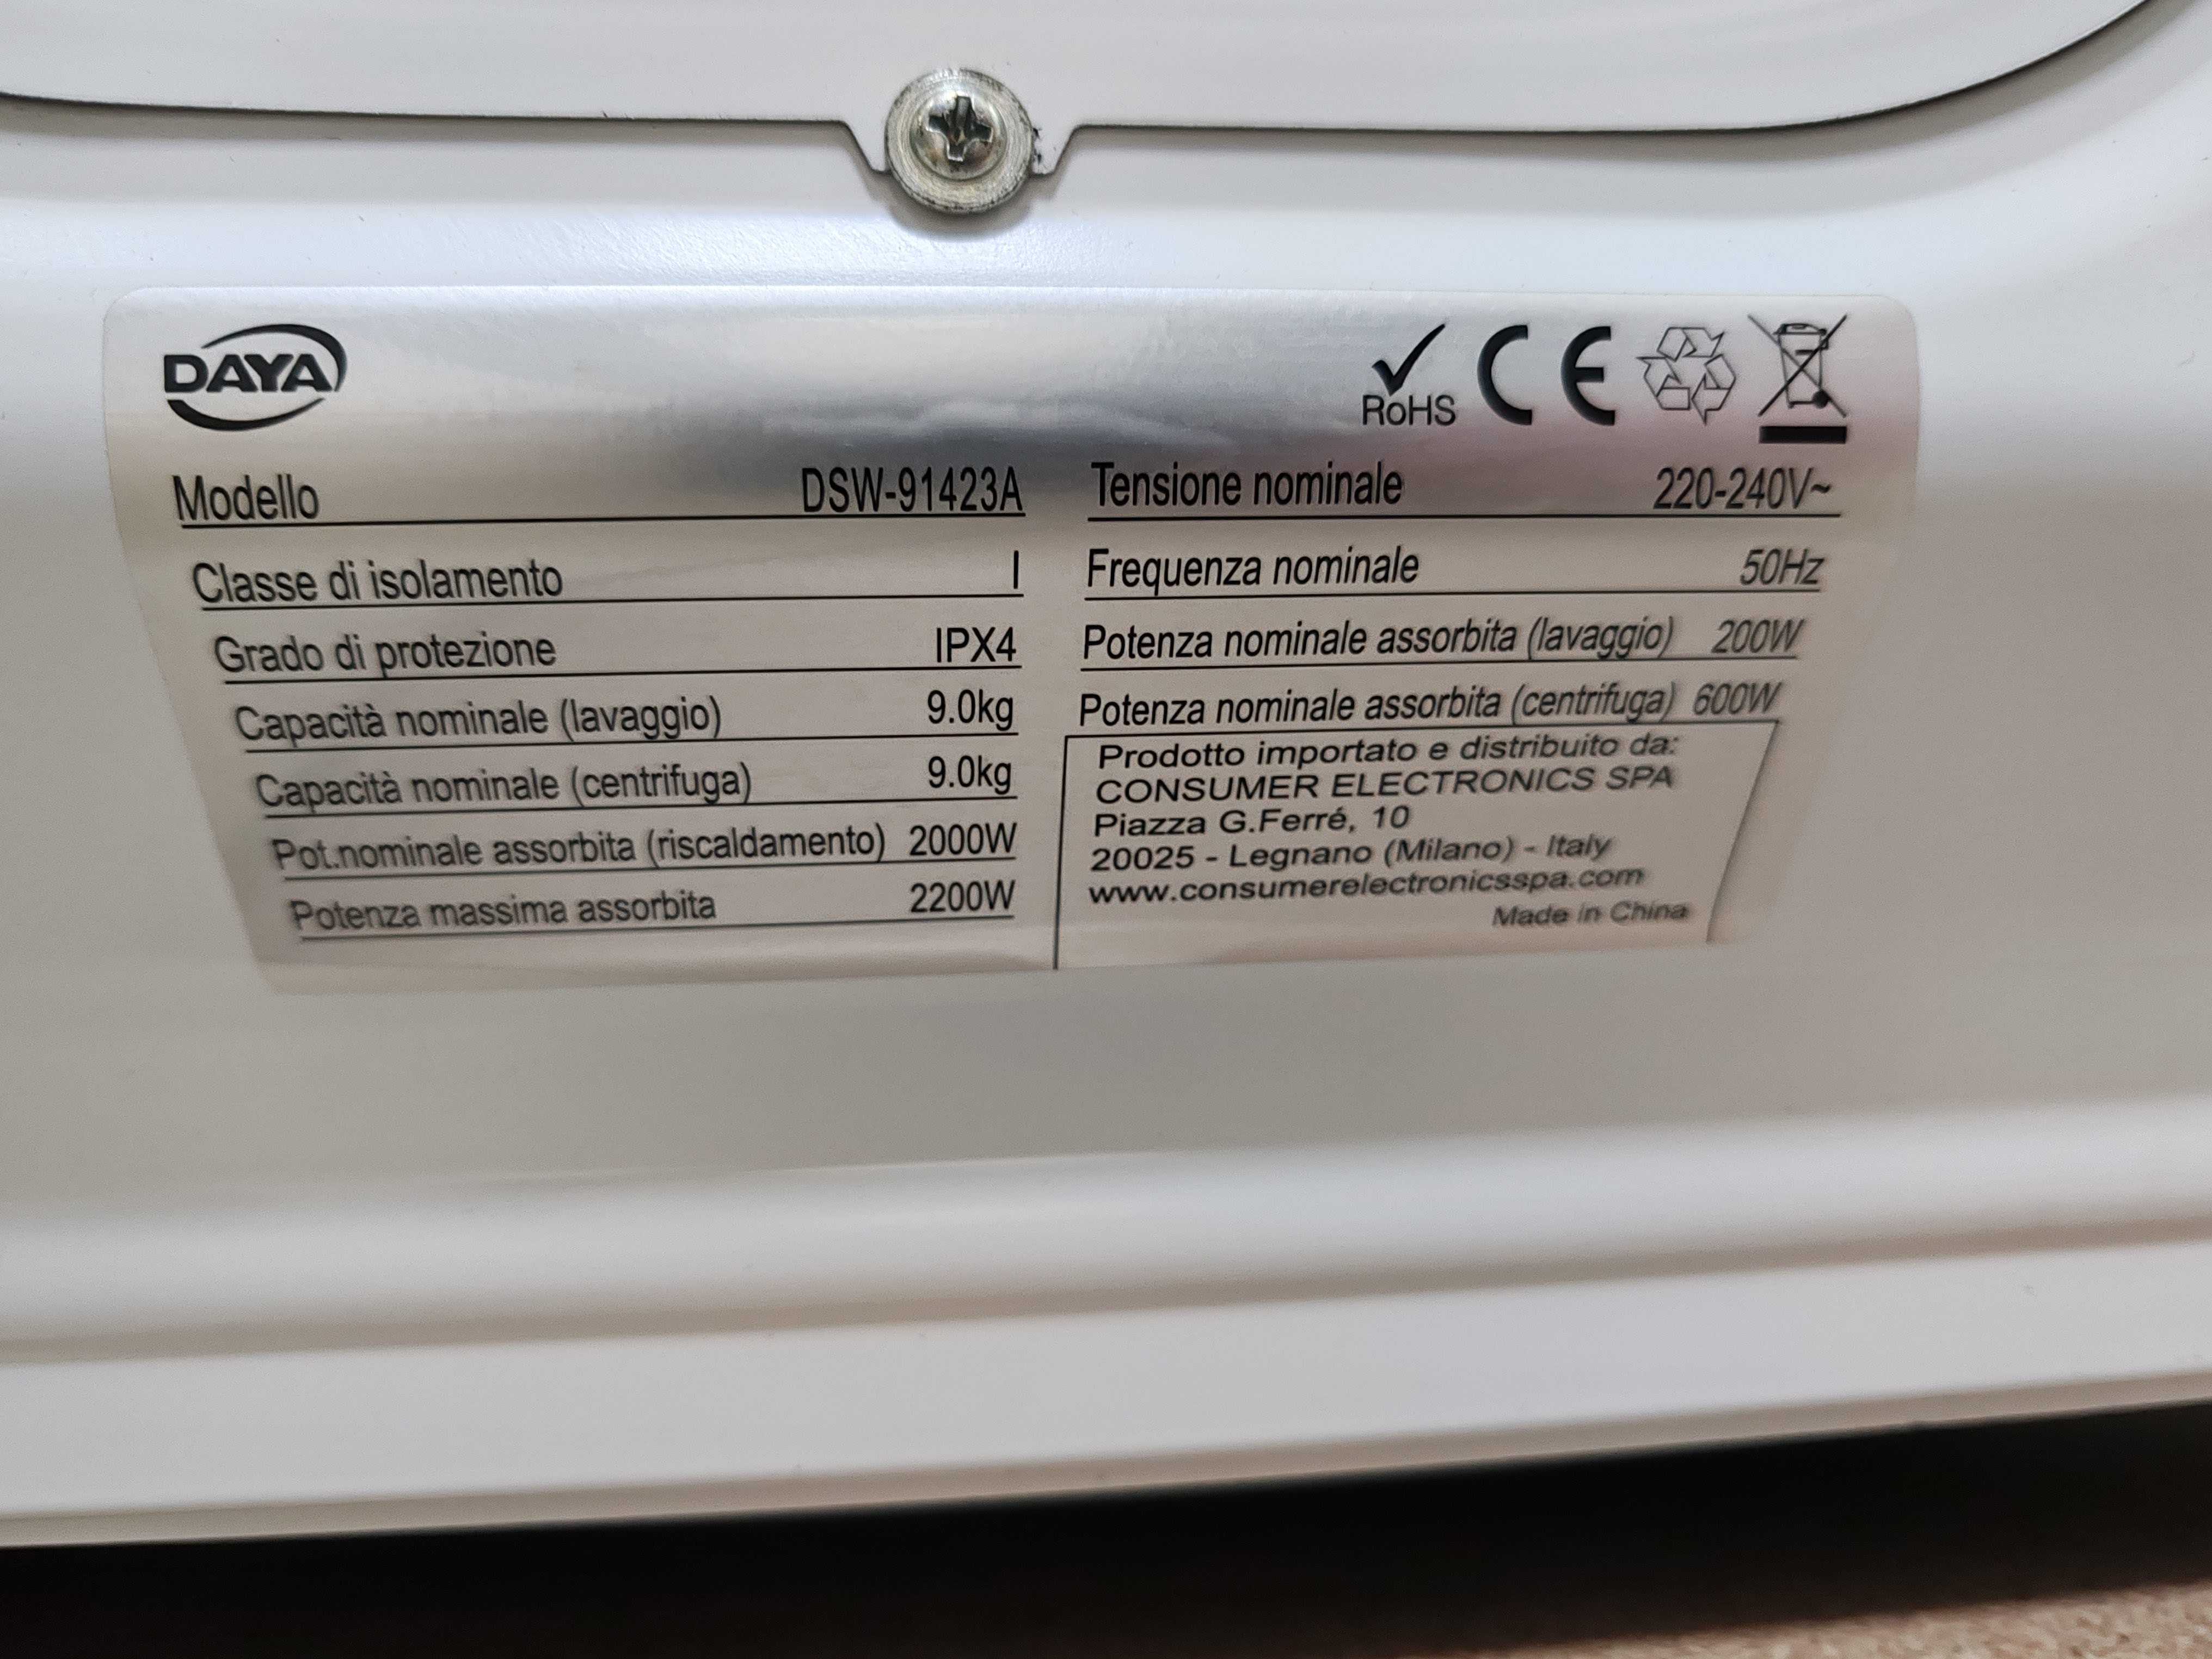 DAYA
RoHS CE
Modello DSW-91423A
Classe di isolamento I
Grado di protezione IPX4
Capacità nominale (lavaggio) 9.0kg
Capacità nominale (centrifuga) 9.0kg
Pot.nominale assorbita (riscaldamento) 2000W
Potenza massima assorbita 2200W
Tensione nominale 220-240V~
Frequenza nominale 50Hz
Potenza nominale assorbita (lavaggio) 200W
Potenza nominale assorbita (centrifuga) 600W
Prodotto importato e distribuito da:
CONSUMER ELECTRONICS SPA
Piazza G.Ferré, 10
20025 - Legnano (Milano) - Italy
www.consumerelectronicsspa.com
Made in China